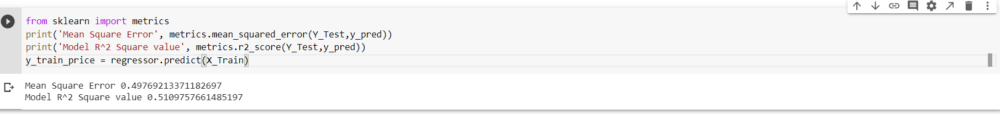 from sklearn import metrics
print('Mean Square Error', metrics.mean_squared_error(Y_Test,y_pred))
print('Model R^2 Square value', metrics.r2_score(Y_Test,y_pred))
y_train_price = regressor.predict(X_Train)
Mean Square Error 0.49769213371182697
Model R^2 Square value 0.5109757661485197